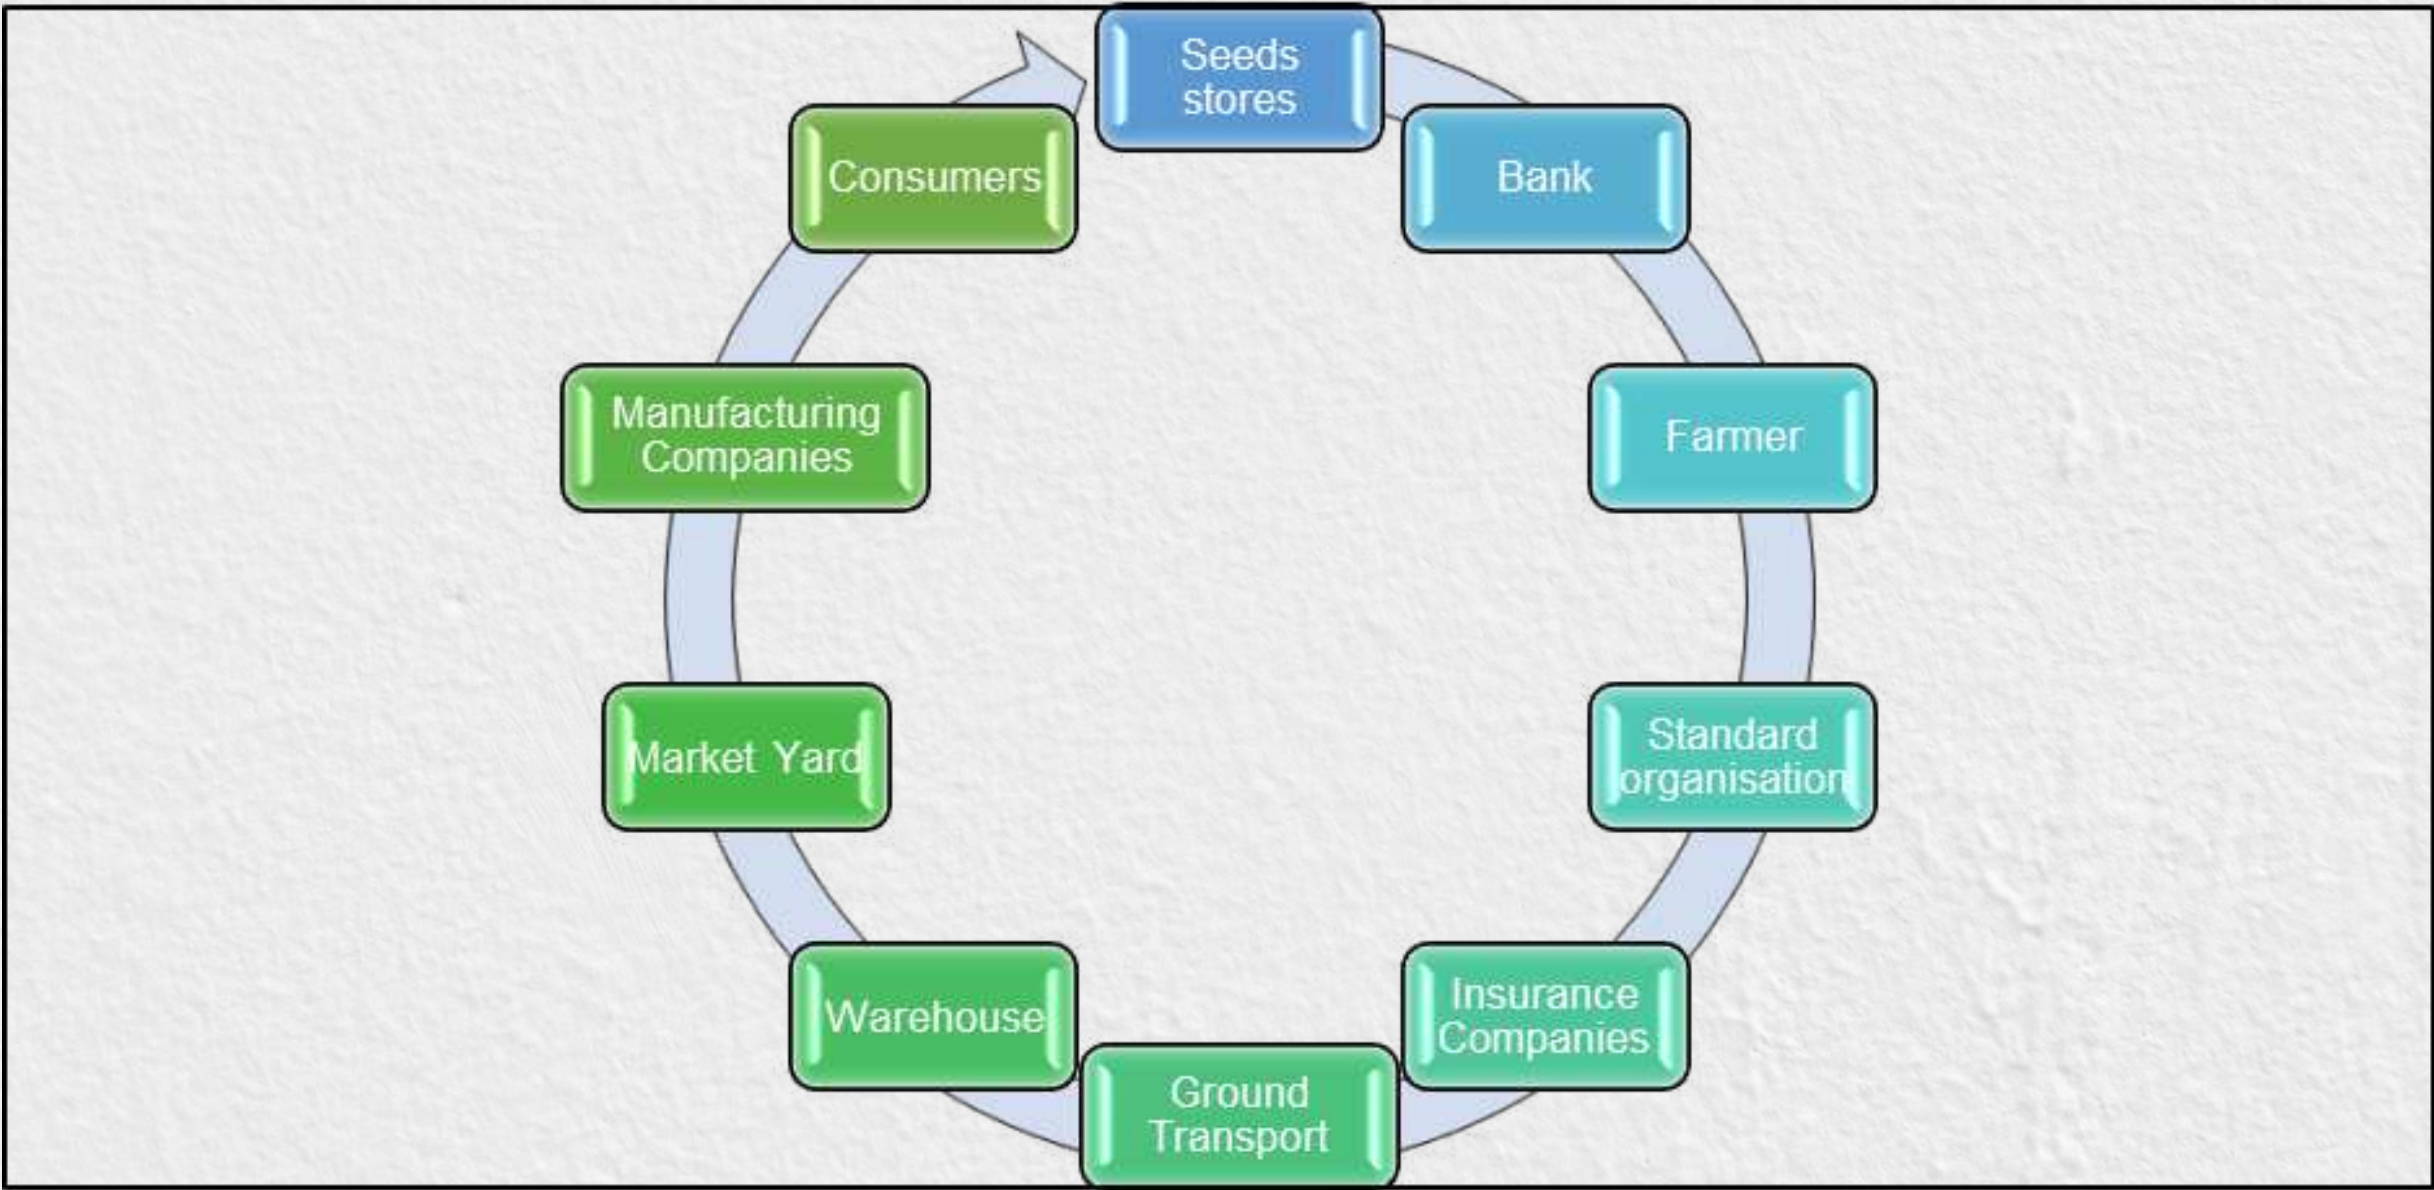 Seeds
stores
Bank
Farmer
Standard
organisation
Insurance
Companies
Ground
Transport
Warehouse
Market Yard
Manufacturing
Companies
Consumers